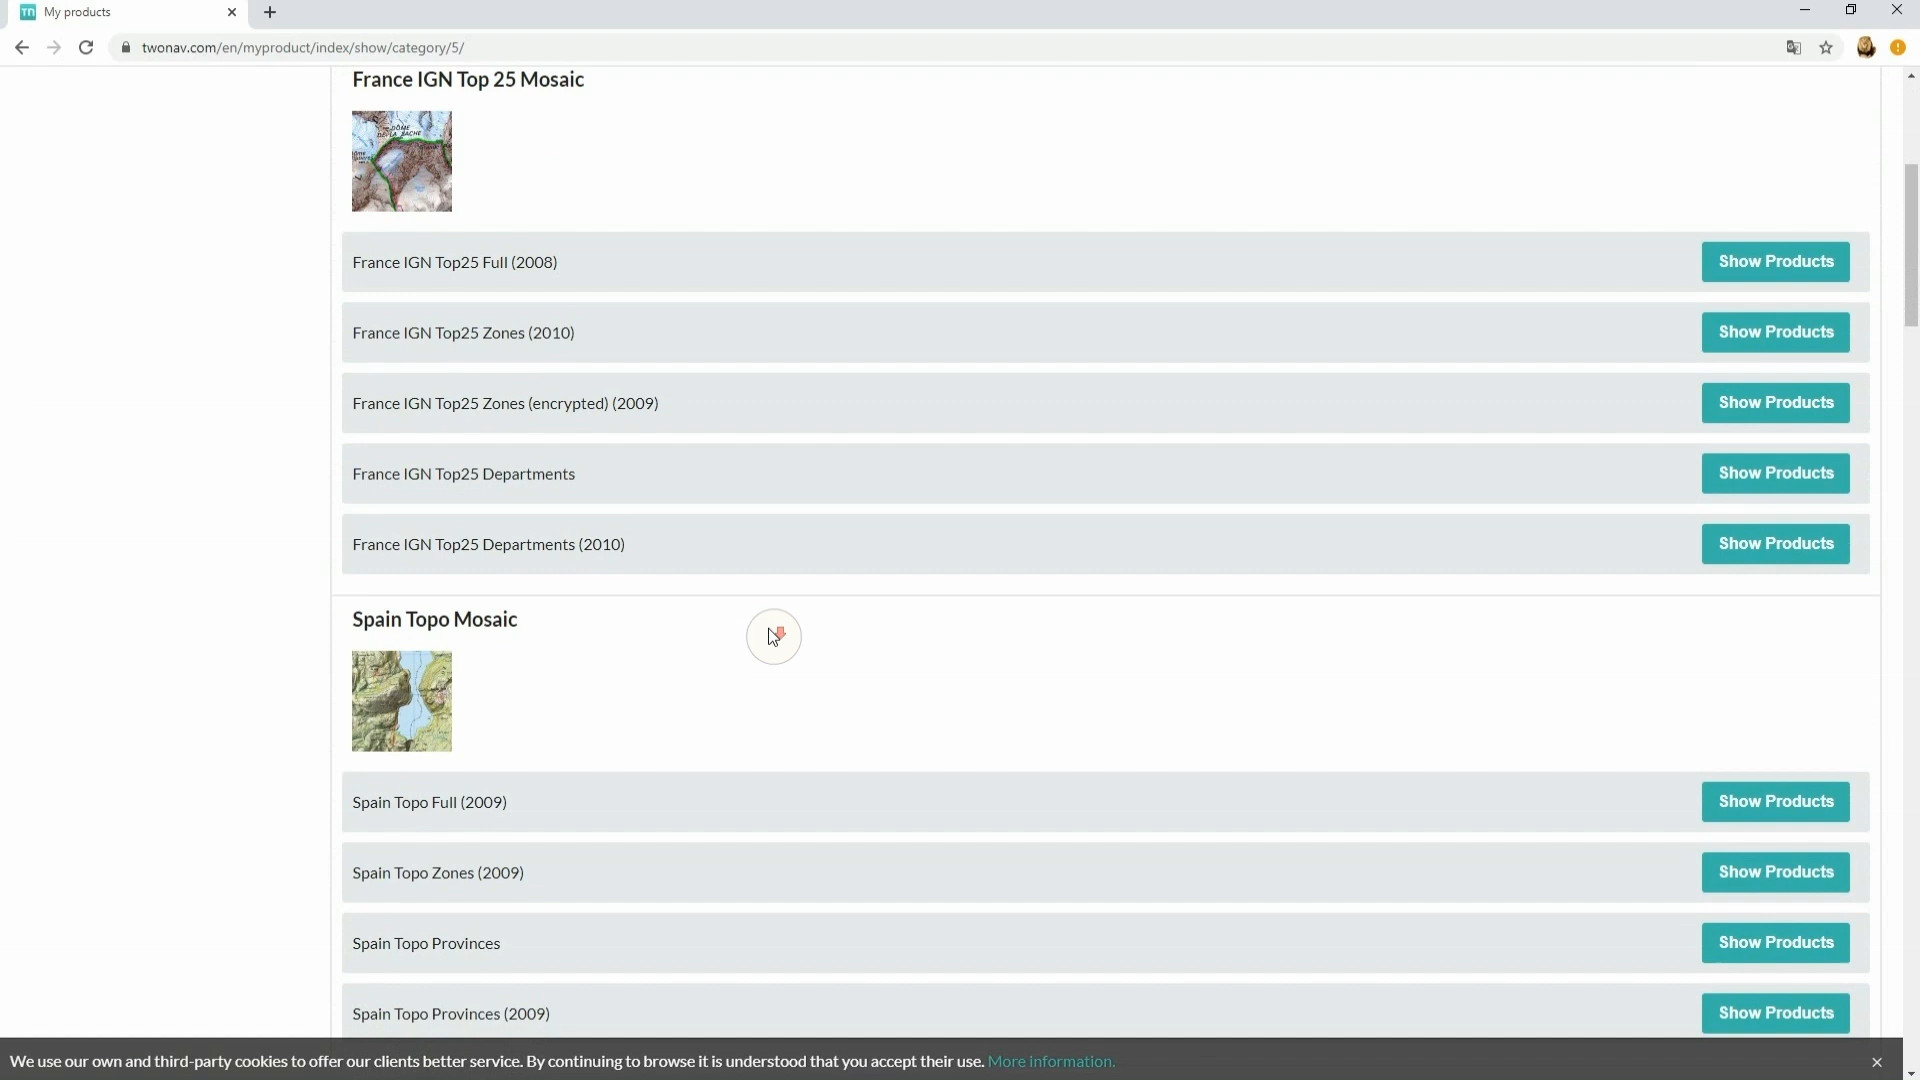 My products
twonav.com/en/myproduct/index/show/category/5/
France IGN Top 25 Mosaic
France IGN Top25 Full (2008)
Show Products
France IGN Top25 Zones (2010)
Show Products
France IGN Top25 Zones (encrypted) (2009)
Show Products
France IGN Top25 Departments
Show Products
France IGN Top25 Departments (2010)
Show Products
Spain Topo Mosaic
Spain Topo Full (2009)
Show Products
Spain Topo Zones (2009)
Show Products
Spain Topo Provinces
Show Products
Spain Topo Provinces (2009)
Show Products
We use our own and third-party cookies to offer our clients better service. By continuing to browse it is understood that you accept their use. More information.